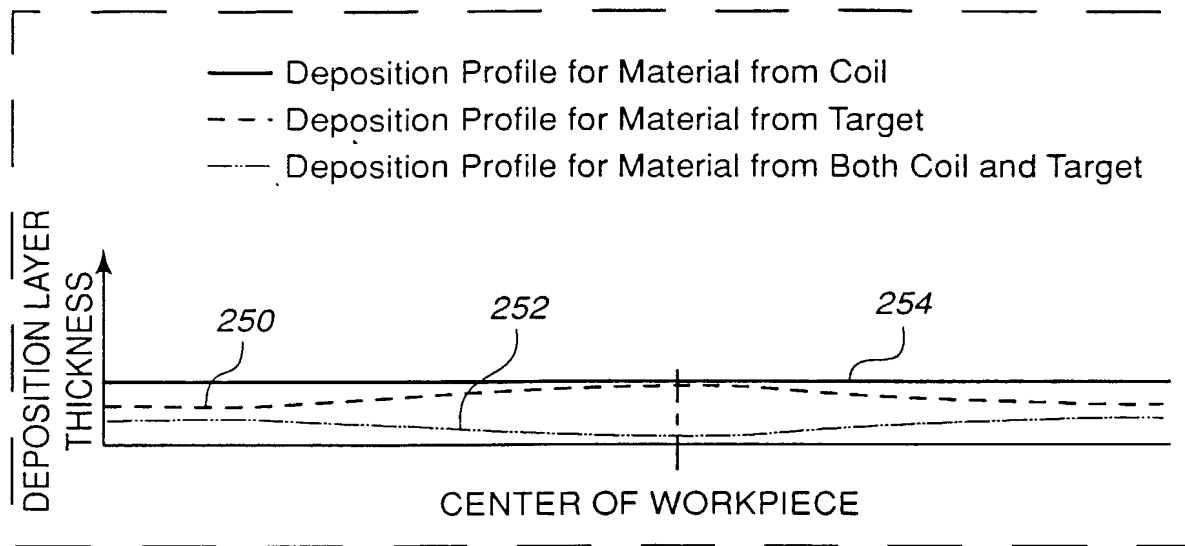 Deposition Profile for Material from Coil
Deposition Profile for Material from Target
Deposition Profile for Material from Both Coil and Target
DEPOSITION LAYER
THICKNESS
250
252
254
CENTER OF WORKPIECE